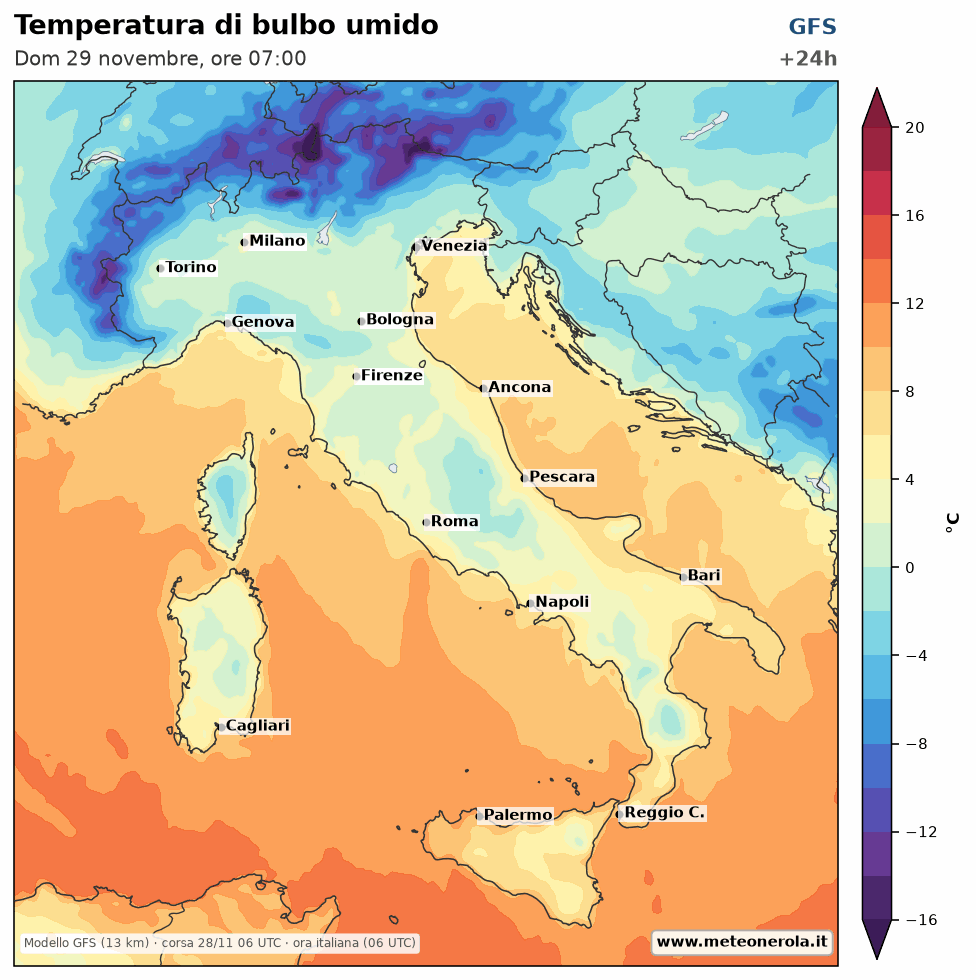 Temperatura di bulbo umido
GFS
Dom 29 novembre, ore 07:00
+24h
Milano
Venezia
Torino
Genova
Bologna
Firenze
Ancona
Pescara
Roma
Bari
Napoli
Cagliari
Palermo
Reggio C.
20
16
12
8
4
0
−4
−8
−12
−16
°C
Modello GFS (13 km) · corsa 28/11 06 UTC · ora italiana (06 UTC)
www.meteonerola.it